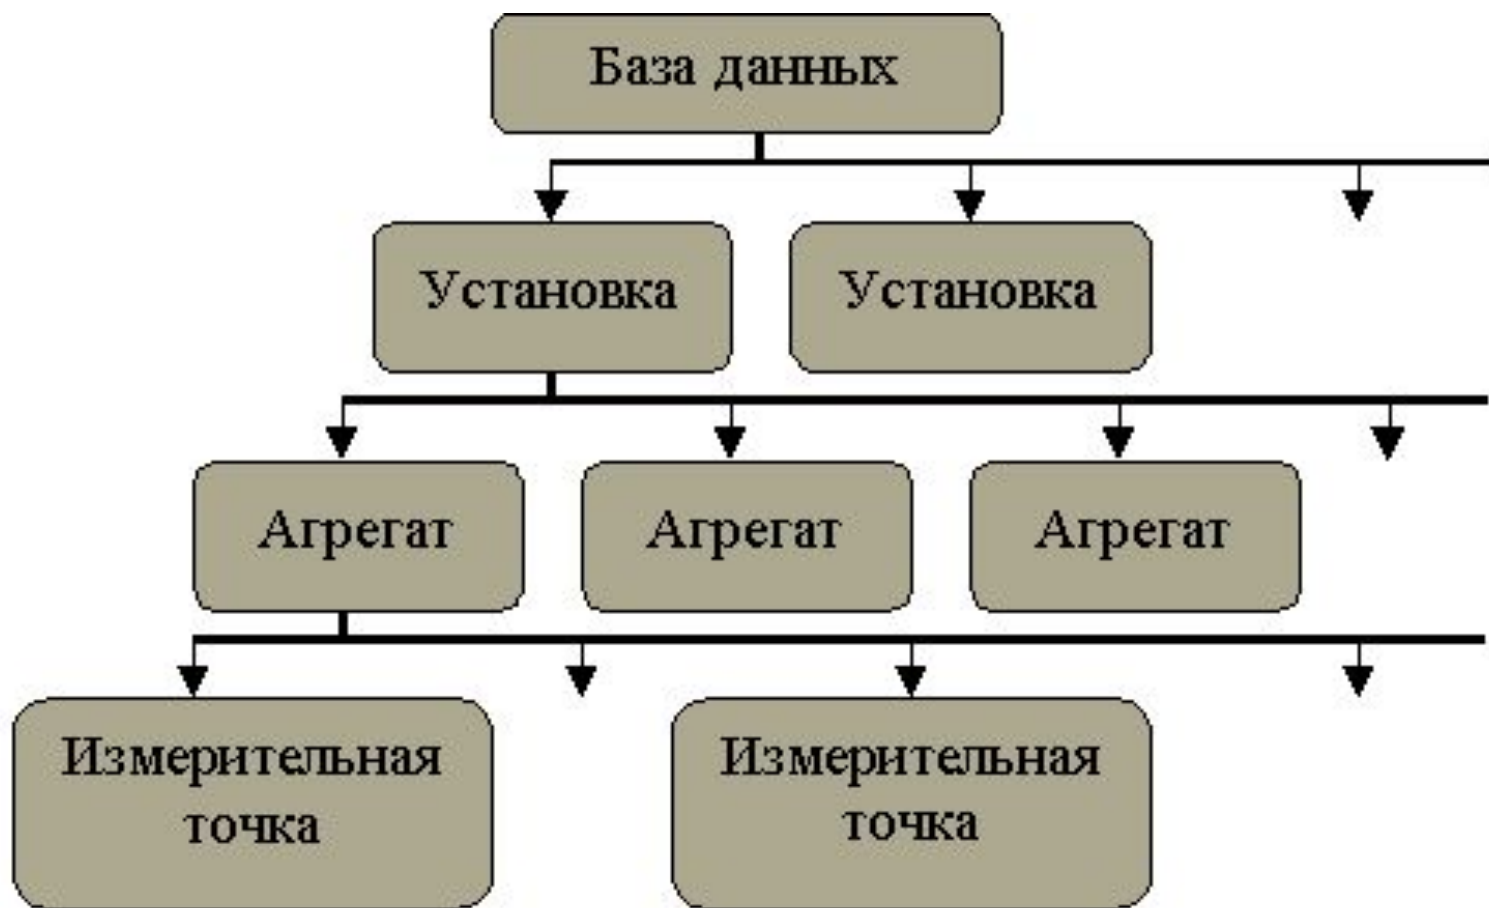 База данных
Установка
Установка
Агрегат
Агрегат
Агрегат
Измерительная
точка
Измерительная
точка